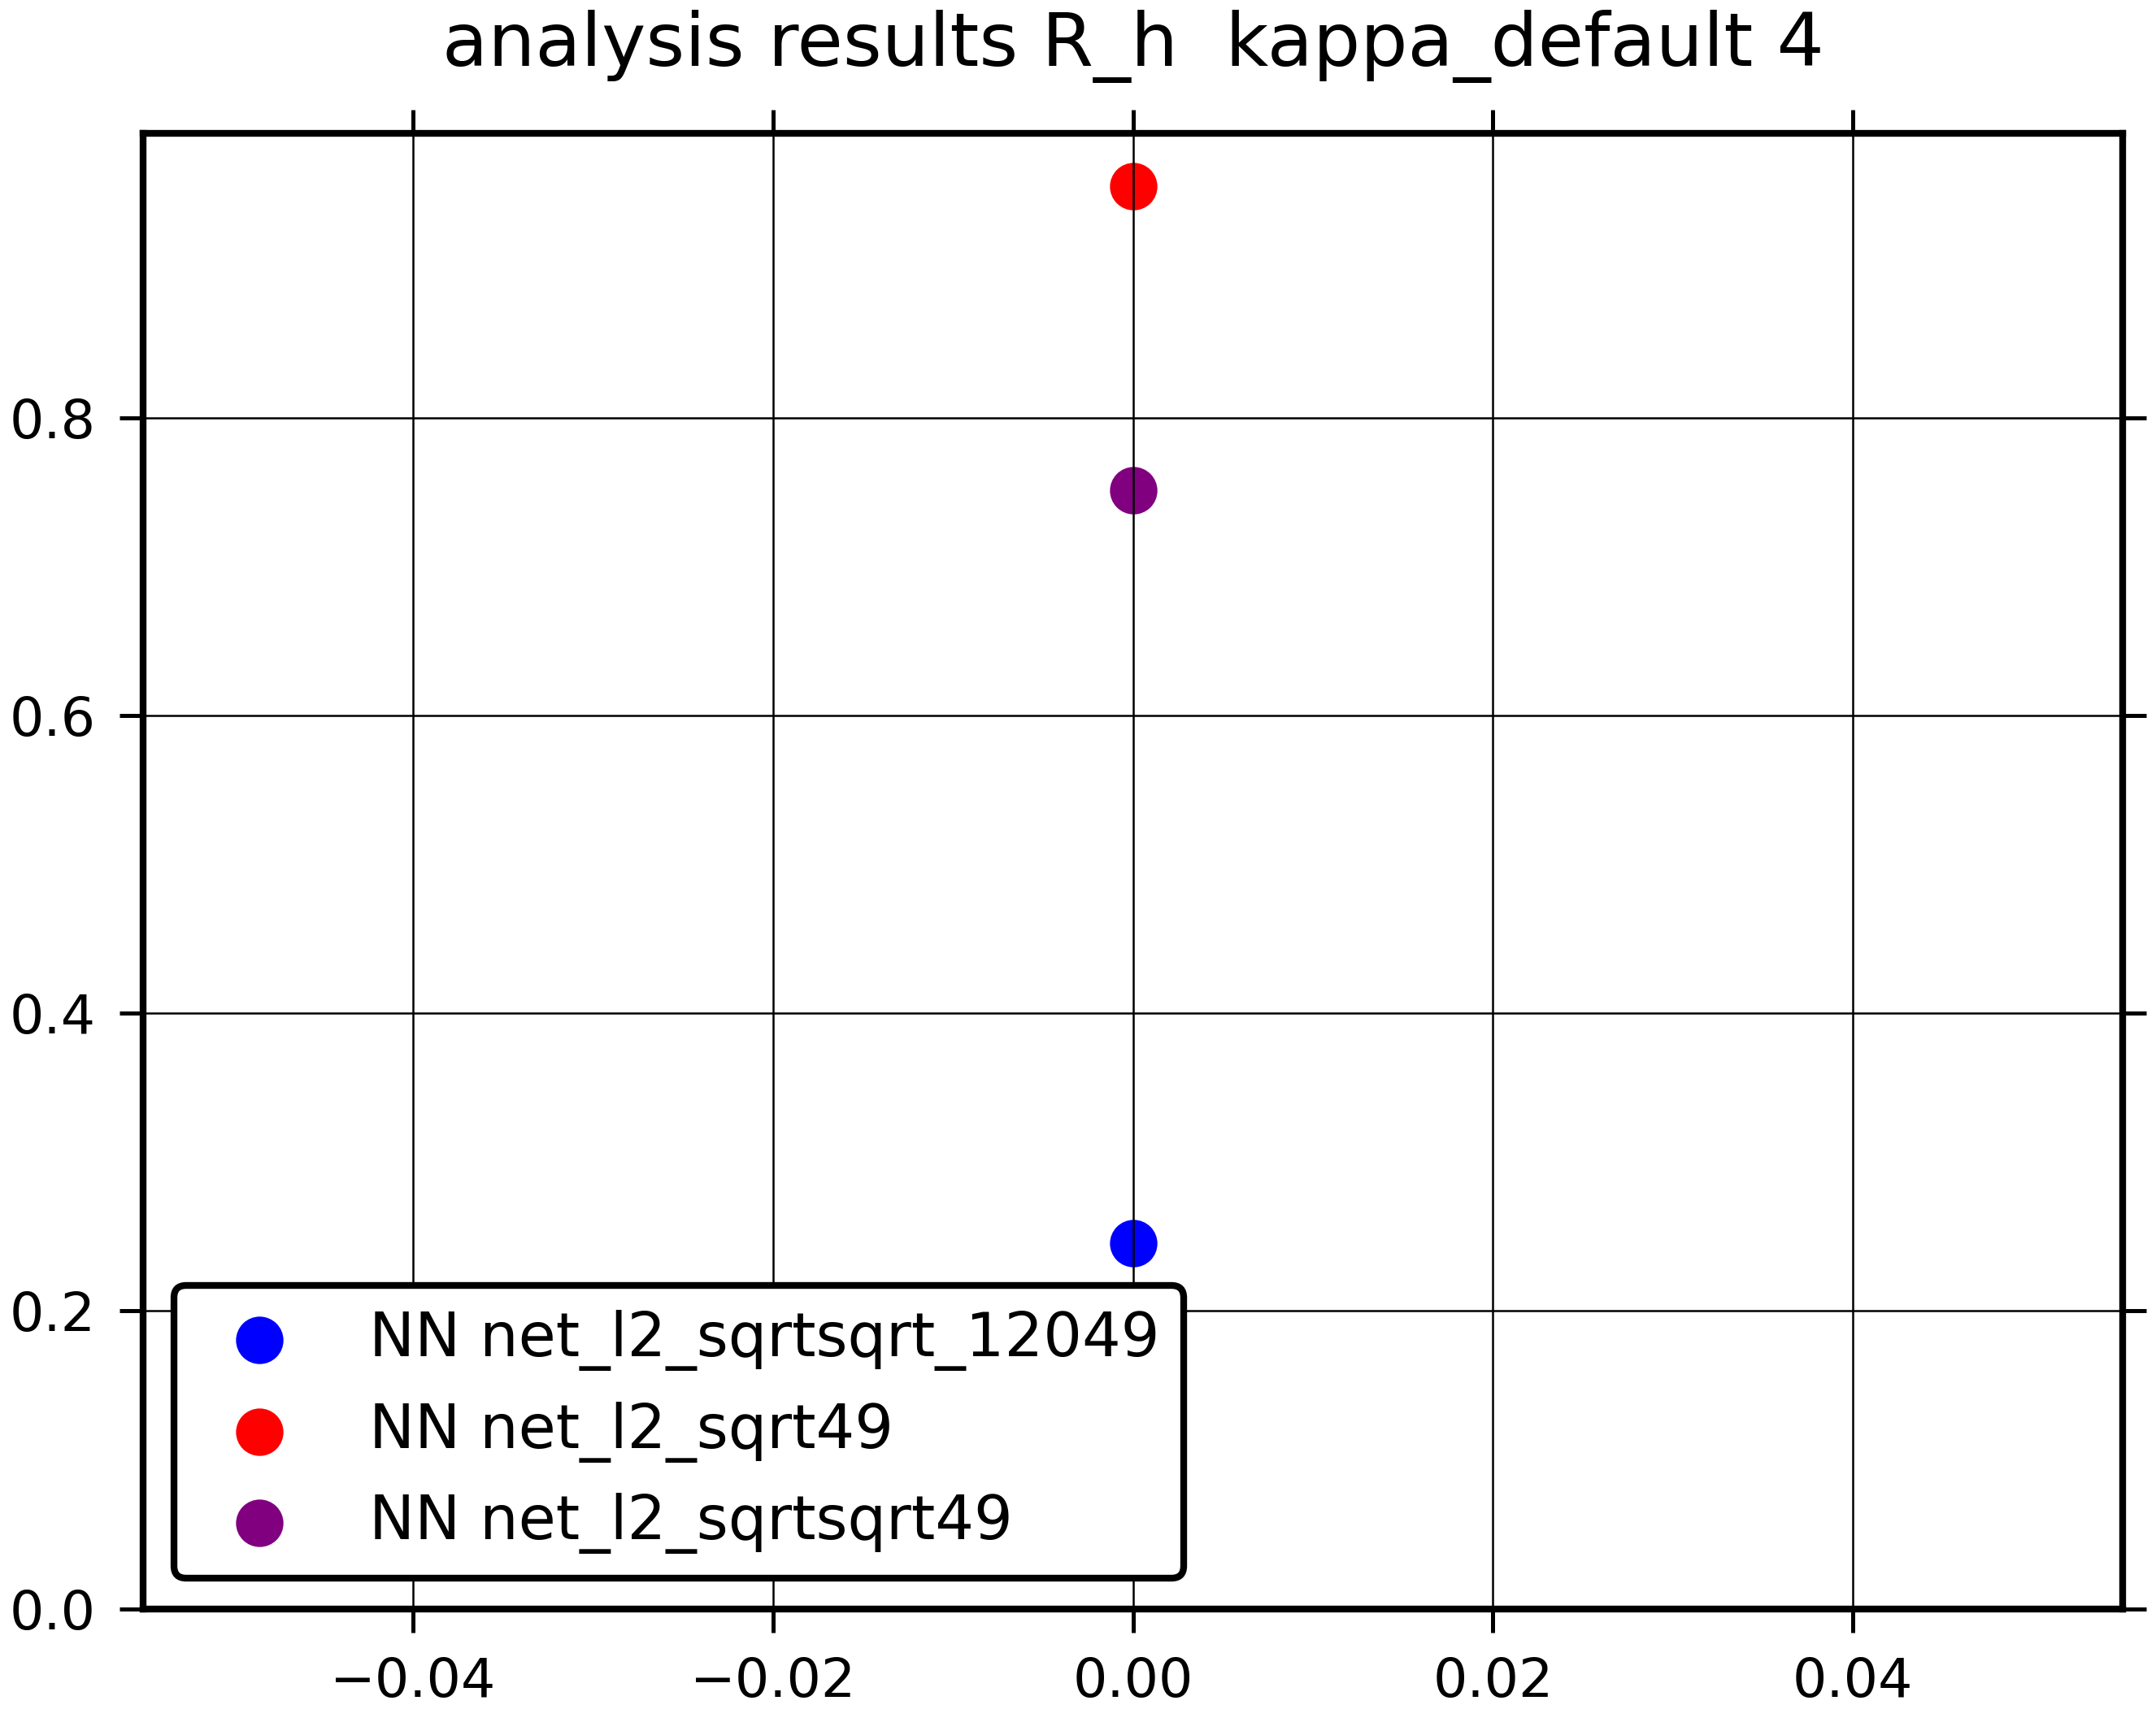 analysis results R_h  kappa_default 4
0.8
0.6
0.4
0.2
0.0
NN net_l2_sqrtsqrt_12049
NN net_l2_sqrt49
NN net_l2_sqrtsqrt49
−0.04 −0.02 0.00 0.02 0.04